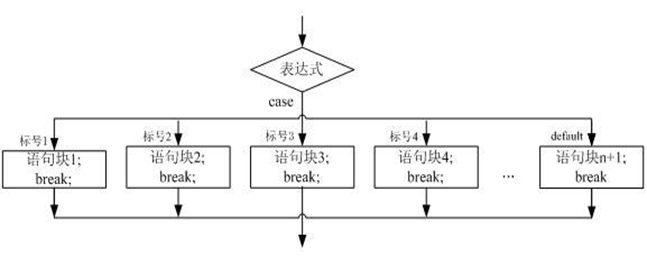 表达式
case
标号1
标号2
标号3
标号4
default
语句块1;
break;
语句块2;
break;
语句块3;
break;
语句块4;
break;
...
语句块n+1;
break